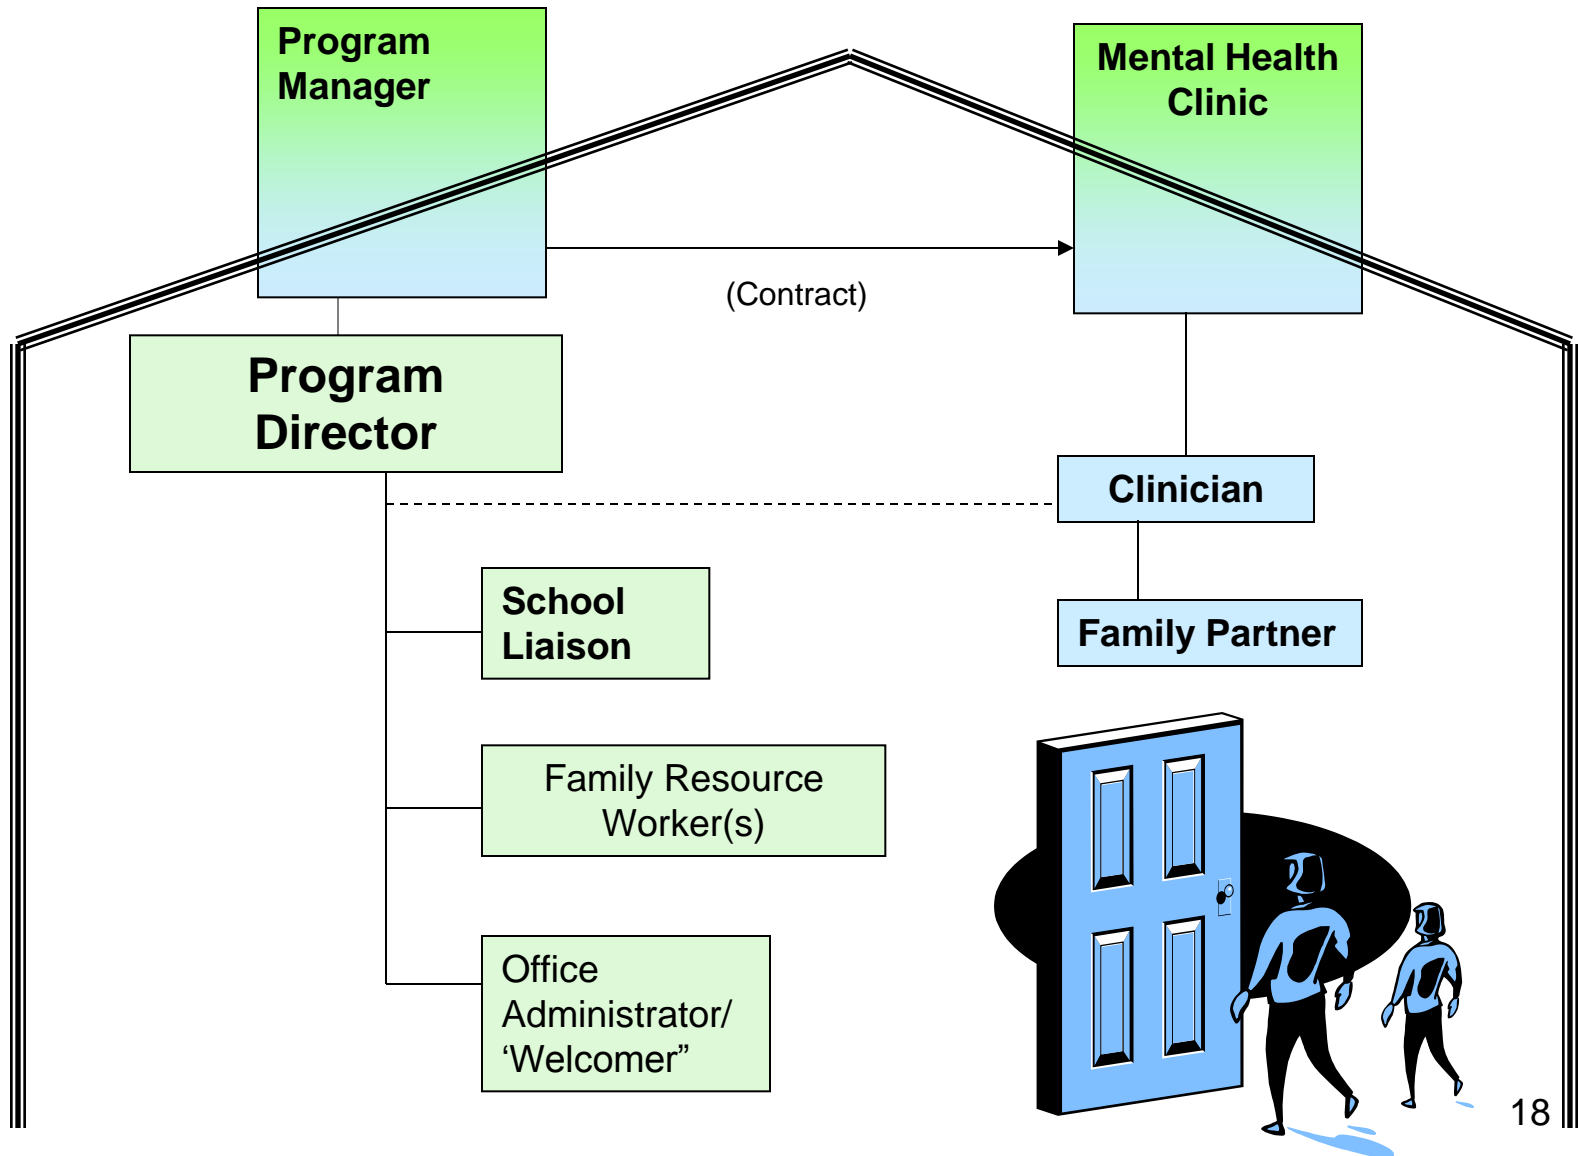 Program
Manager
Mental Health
Clinic
(Contract)
Program
Director
Clinician
School
Liaison
Family Partner
Family Resource
Worker(s)
Office
Administrator/
‘Welcomer”
18